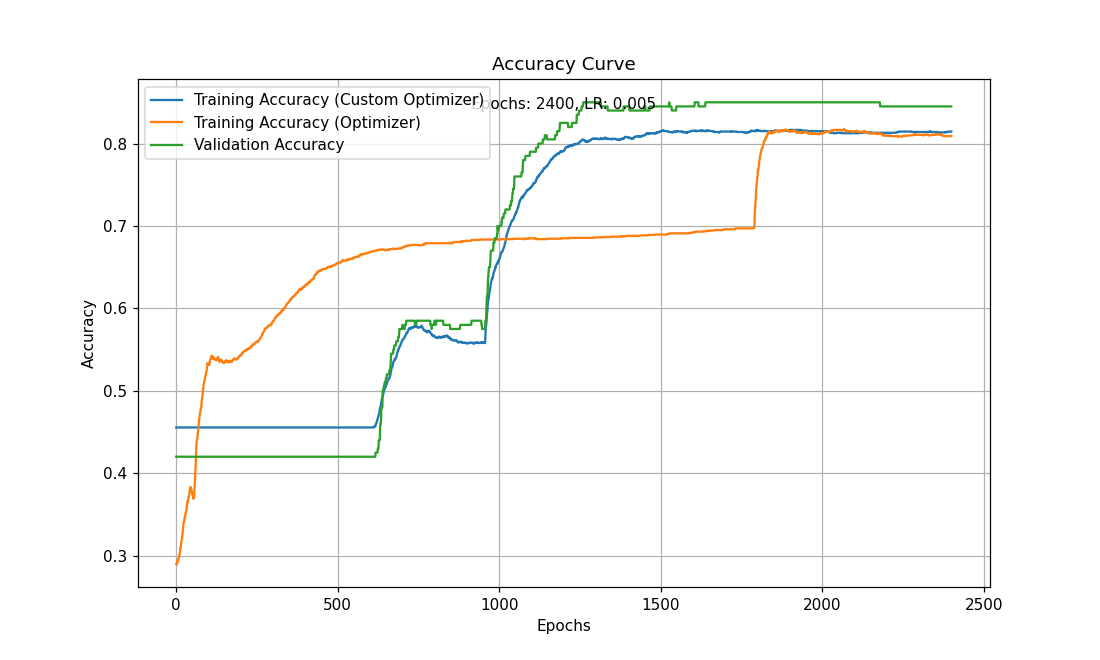 Accuracy Curve
Training Accuracy (Custom Optimizer)
Epochs: 2400, LR: 0.005
Training Accuracy (Optimizer)
Validation Accuracy
0.8
0.7
0.6
0.5
0.4
0.3
Accuracy
0 500 1000 1500 2000 2500
Epochs